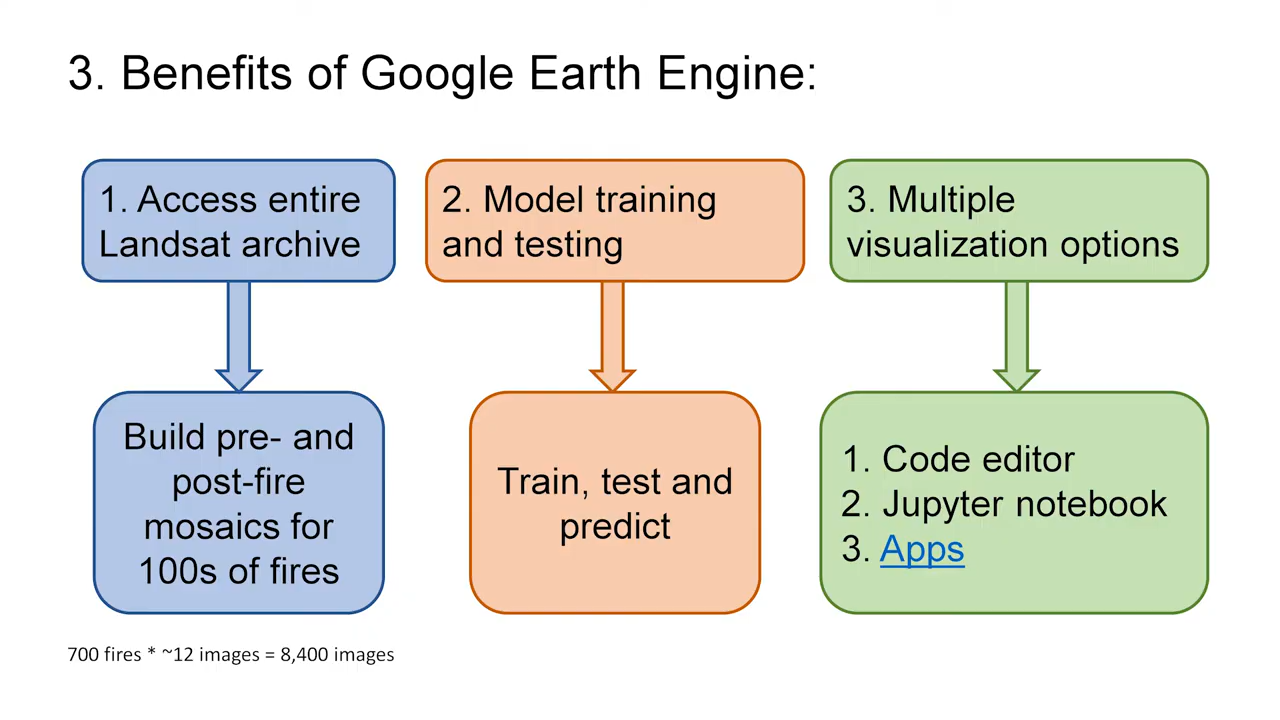 3. Benefits of Google Earth Engine:
1. Access entire
Landsat archive
2. Model training
and testing
3. Multiple
visualization options
Build pre- and
post-fire
mosaics for
100s of fires
Train, test and
predict
1. Code editor
2. Jupyter notebook
3. Apps
700 fires * ~12 images = 8,400 images